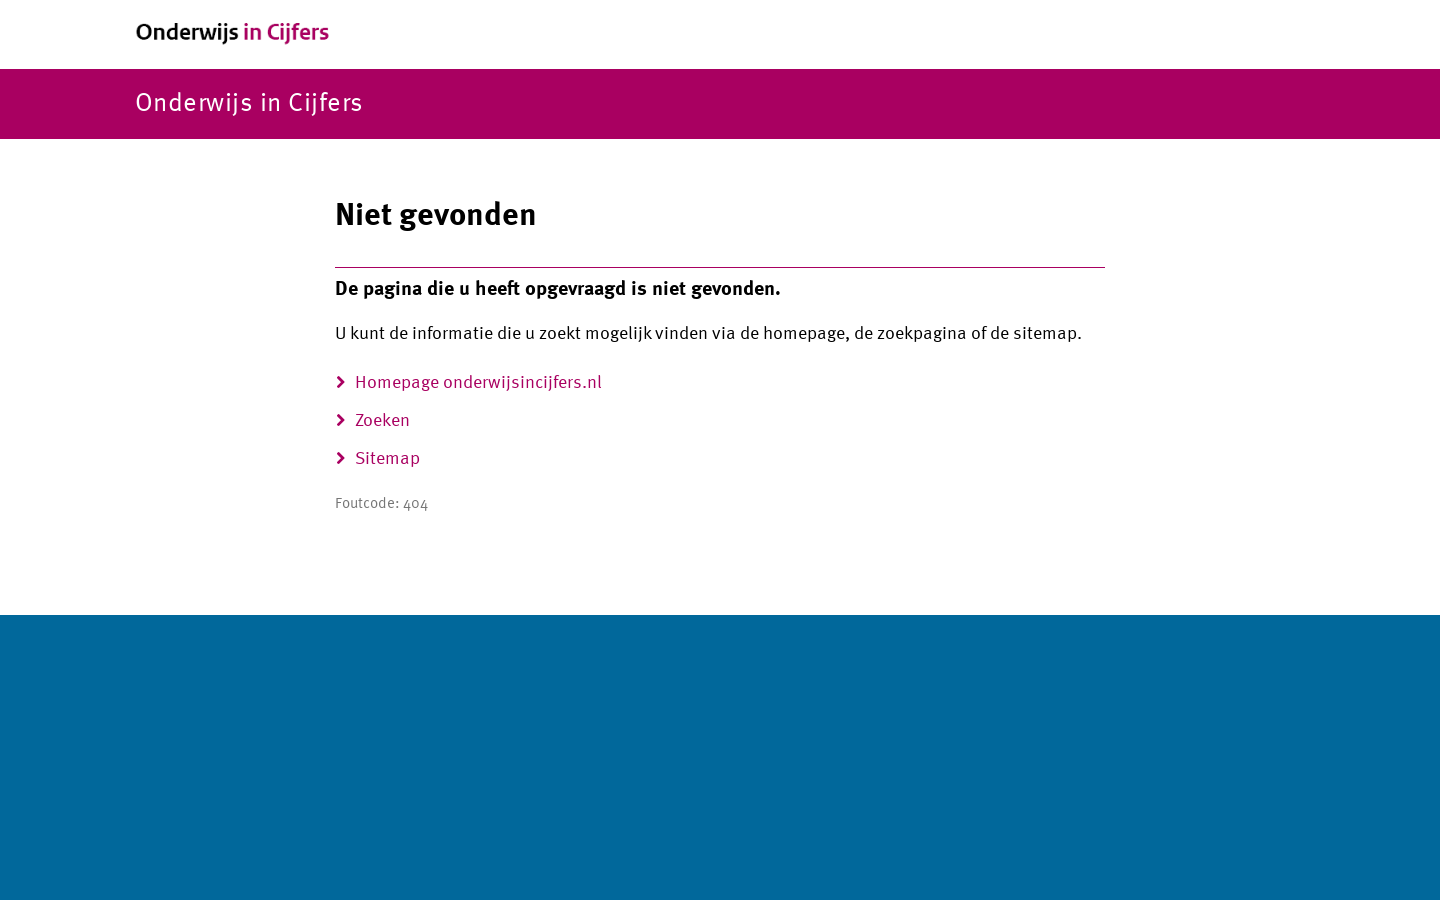 Onderwijs in Cijfers
Onderwijs in Cijfers
Niet gevonden
De pagina die u heeft opgevraagd is niet gevonden.
U kunt de informatie die u zoekt mogelijk vinden via de homepage, de zoekpagina of de sitemap.
Homepage onderwijsincijfers.nl
Zoeken
Sitemap
Foutcode: 404